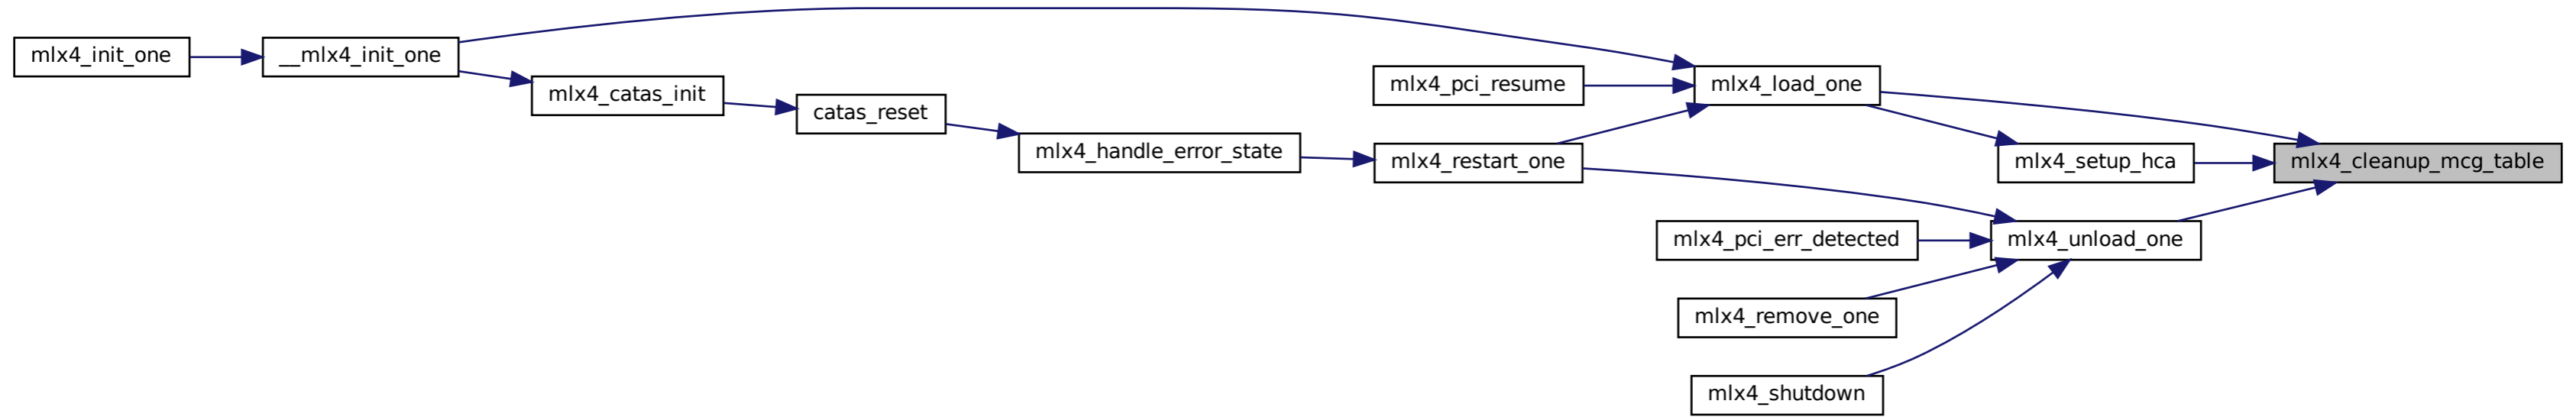 mlx4_init_one
__mlx4_init_one
mlx4_catas_init
catas_reset
mlx4_handle_error_state
mlx4_pci_resume
mlx4_restart_one
mlx4_load_one
mlx4_setup_hca
mlx4_cleanup_mcg_table
mlx4_pci_err_detected
mlx4_unload_one
mlx4_remove_one
mlx4_shutdown